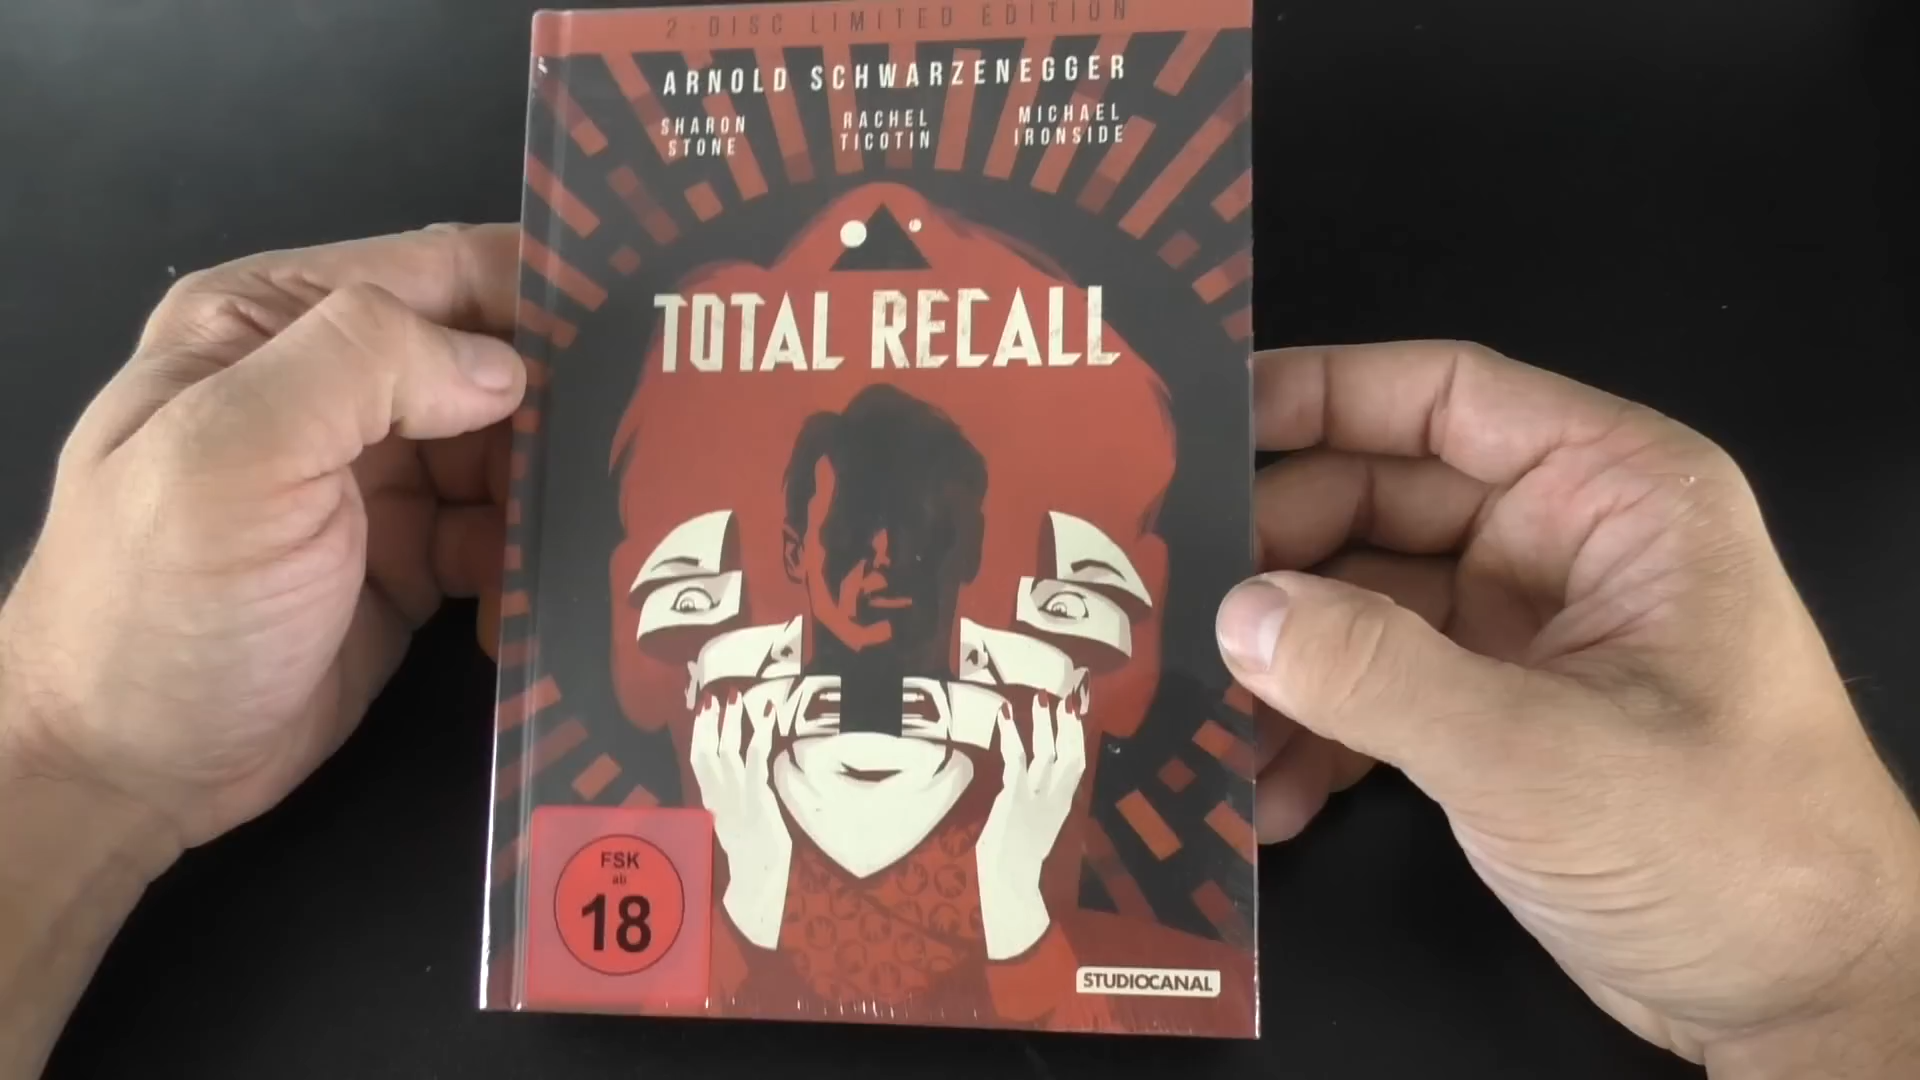 2-DISC LIMITED EDITION
ARNOLD SCHWARZENEGGER
SHARON STONE
RACHEL TICOTIN
MICHAEL IRONSIDE
TOTAL RECALL
FSK
ab
18
STUDIOCANAL